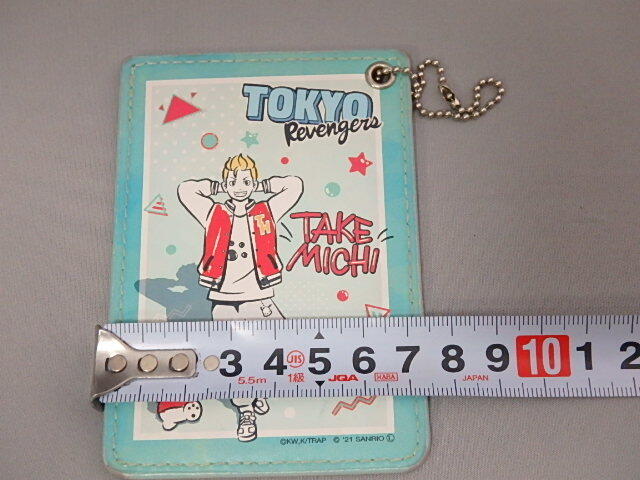 TOKYO
Revengers
TH
TAKE
MICHI
3 4 5 6 7 8 9 10 1 2
5.5m JIS 1級 JQA HABA JAPAN
©KW,K/TRAP © '21 SANRIO Ⓛ